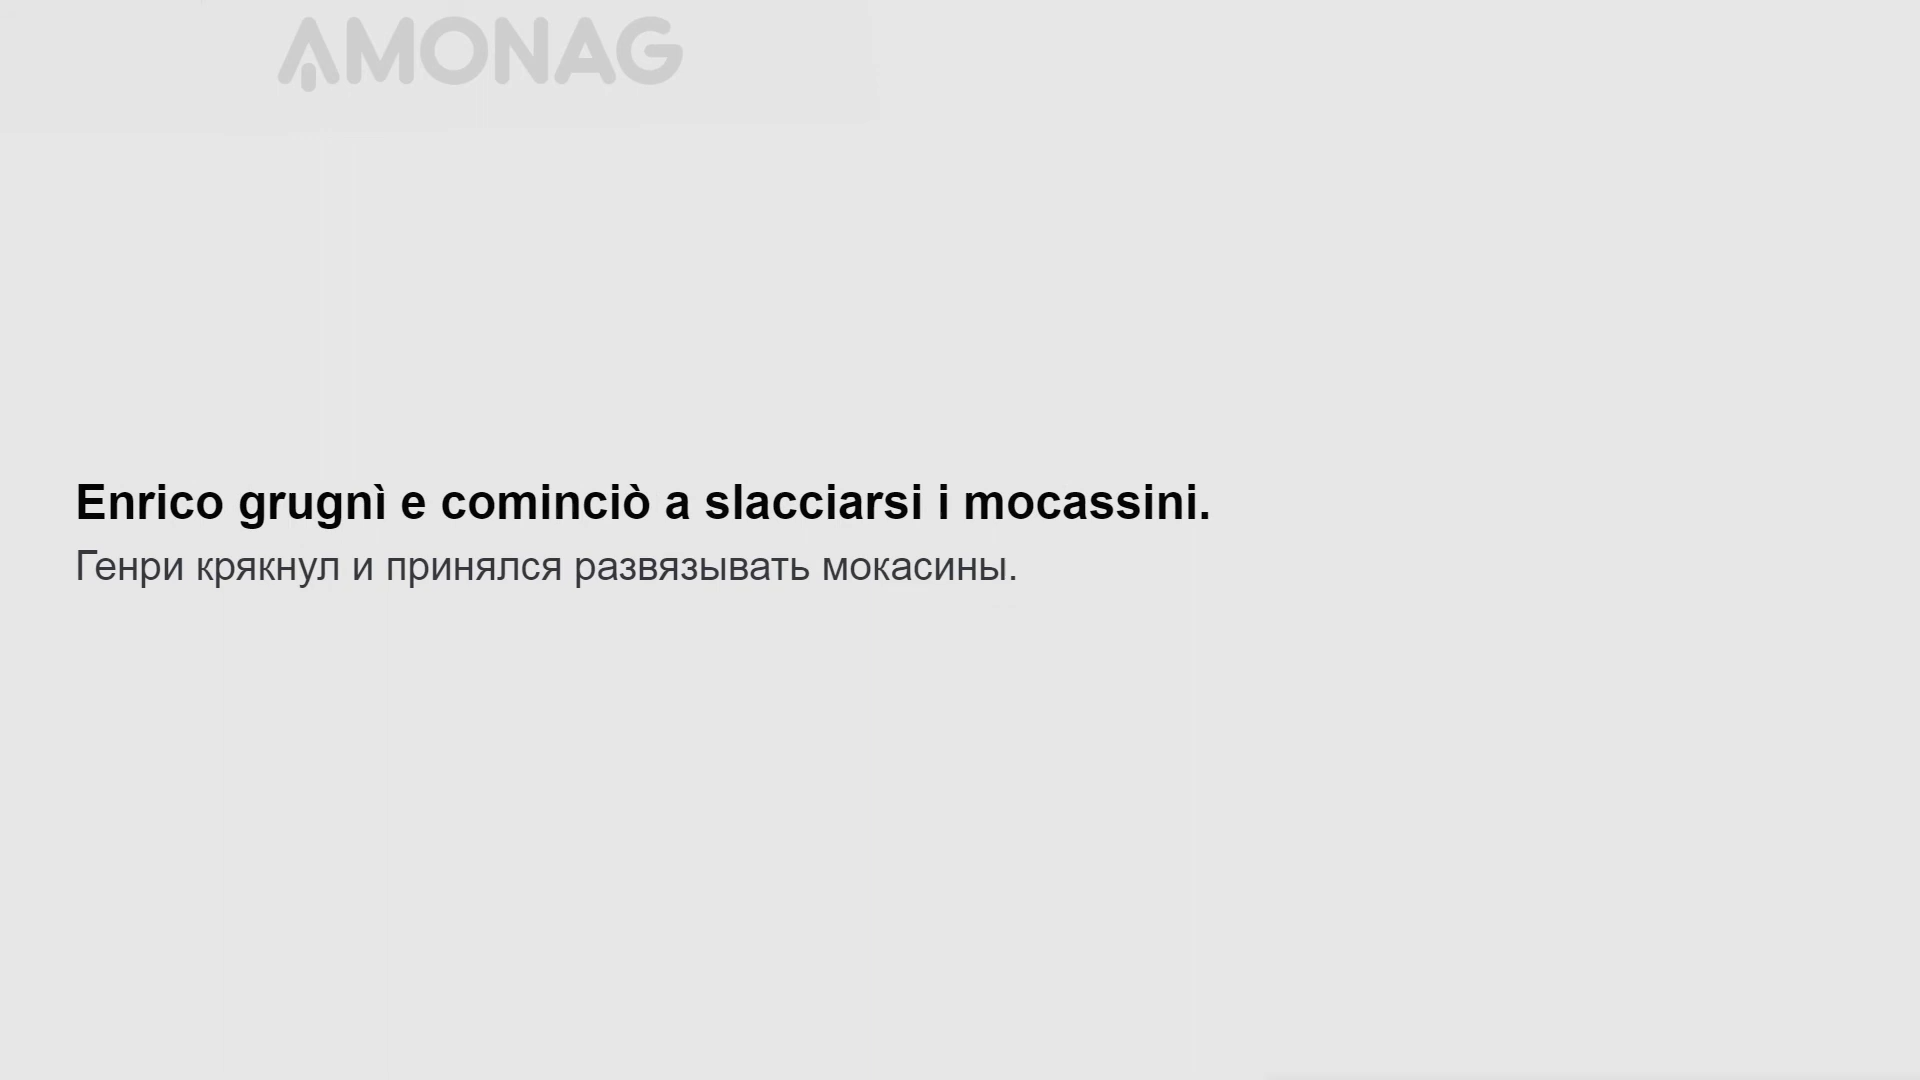 AMONAG
Enrico grugnì e cominciò a slacciarsi i mocassini.
Генри крякнул и принялся развязывать мокасины.